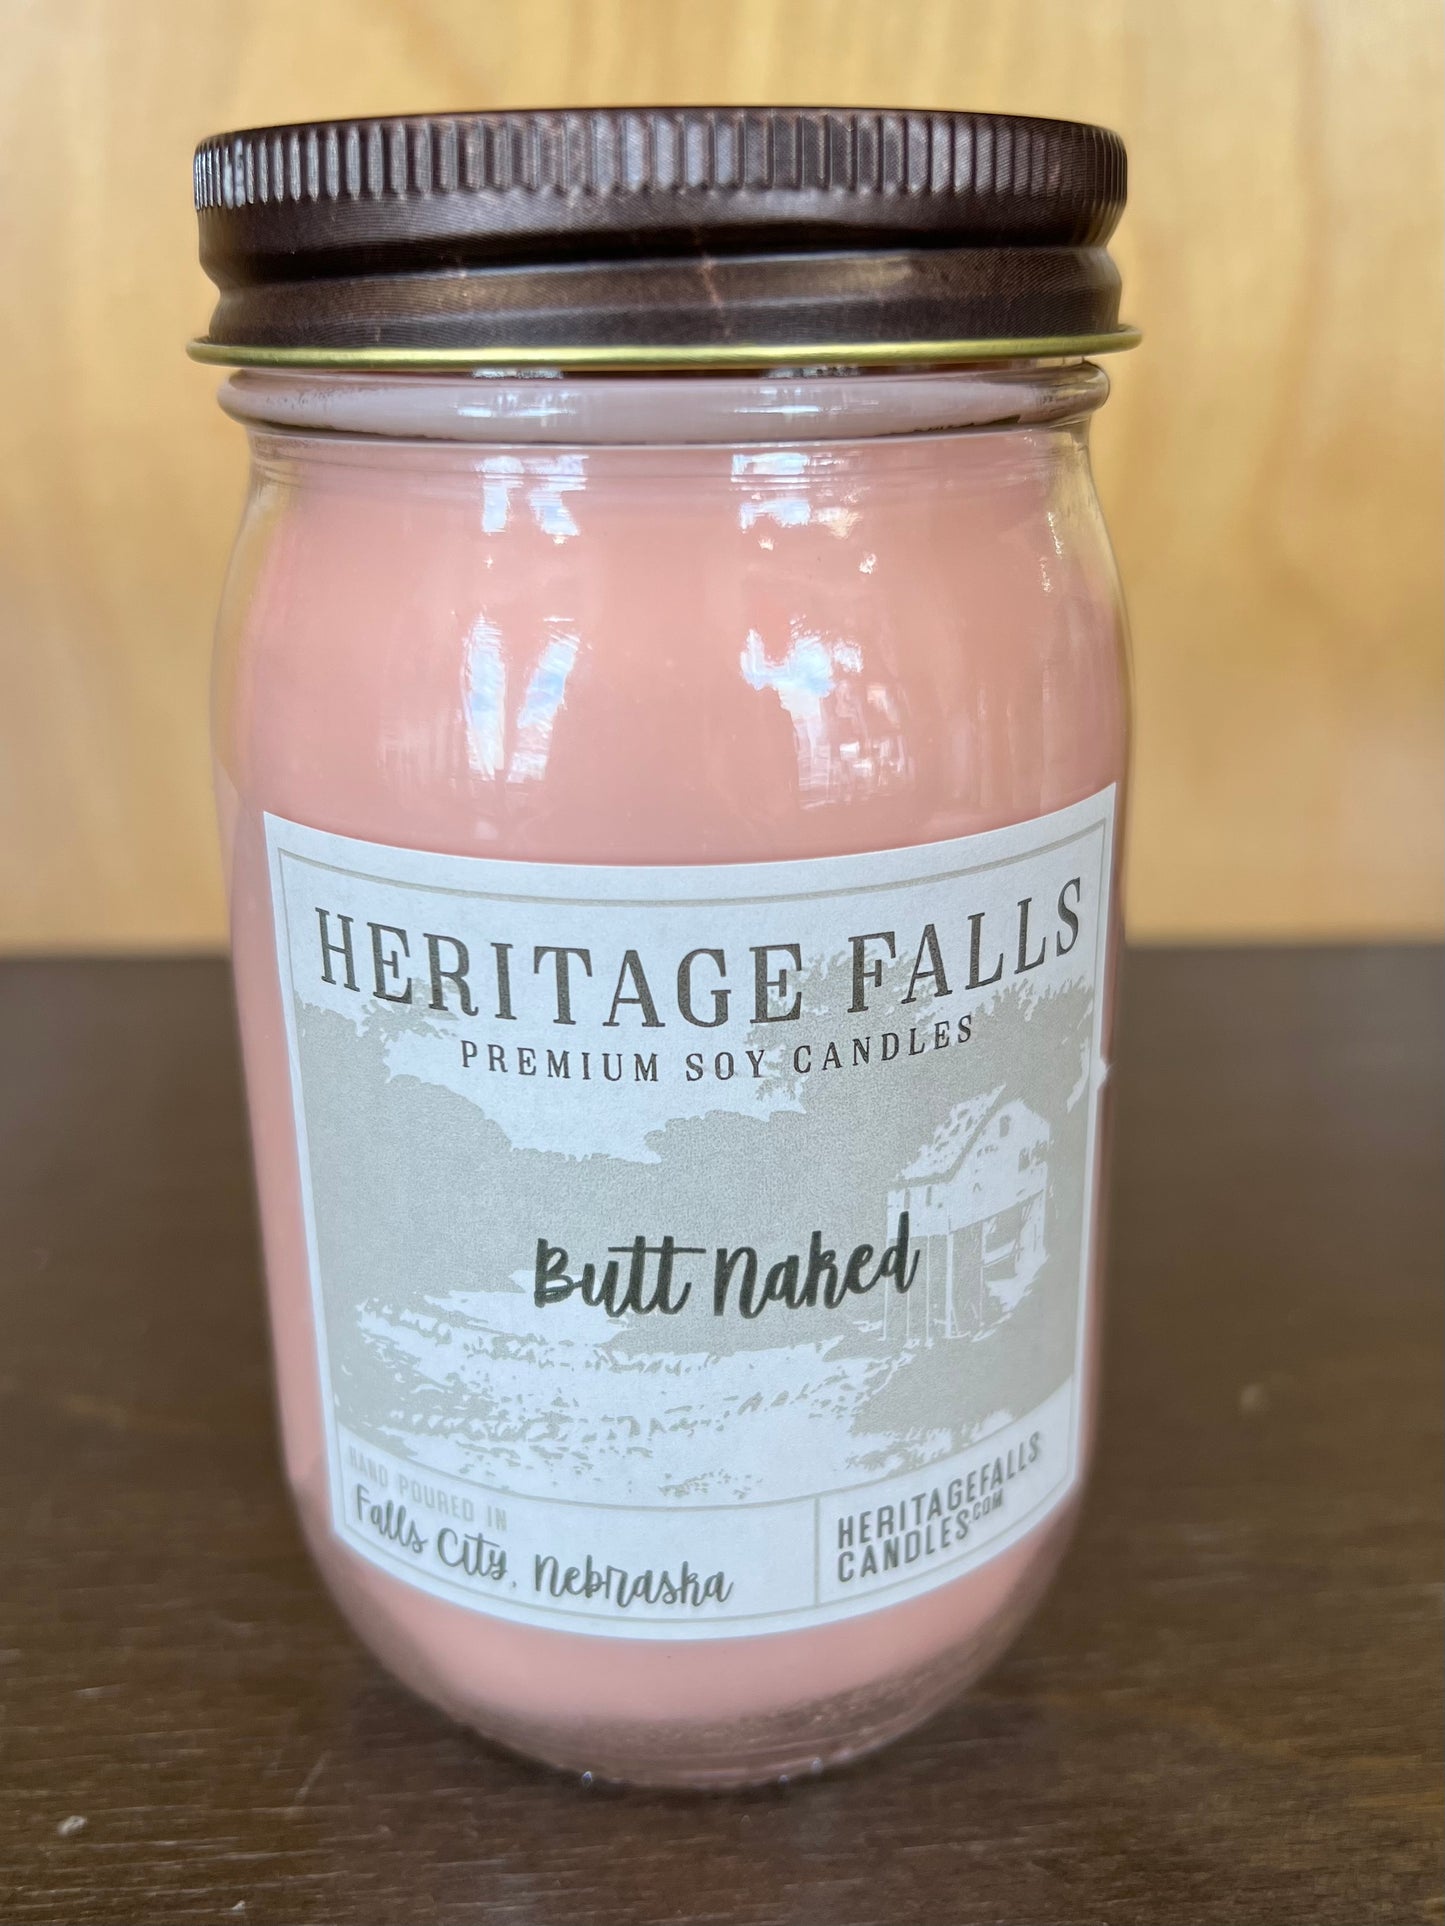 HERITAGE FALLS
PREMIUM SOY CANDLES
Butt Naked
HAND POURED IN
Falls City, Nebraska
HERITAGEFALLS
CANDLES.COM